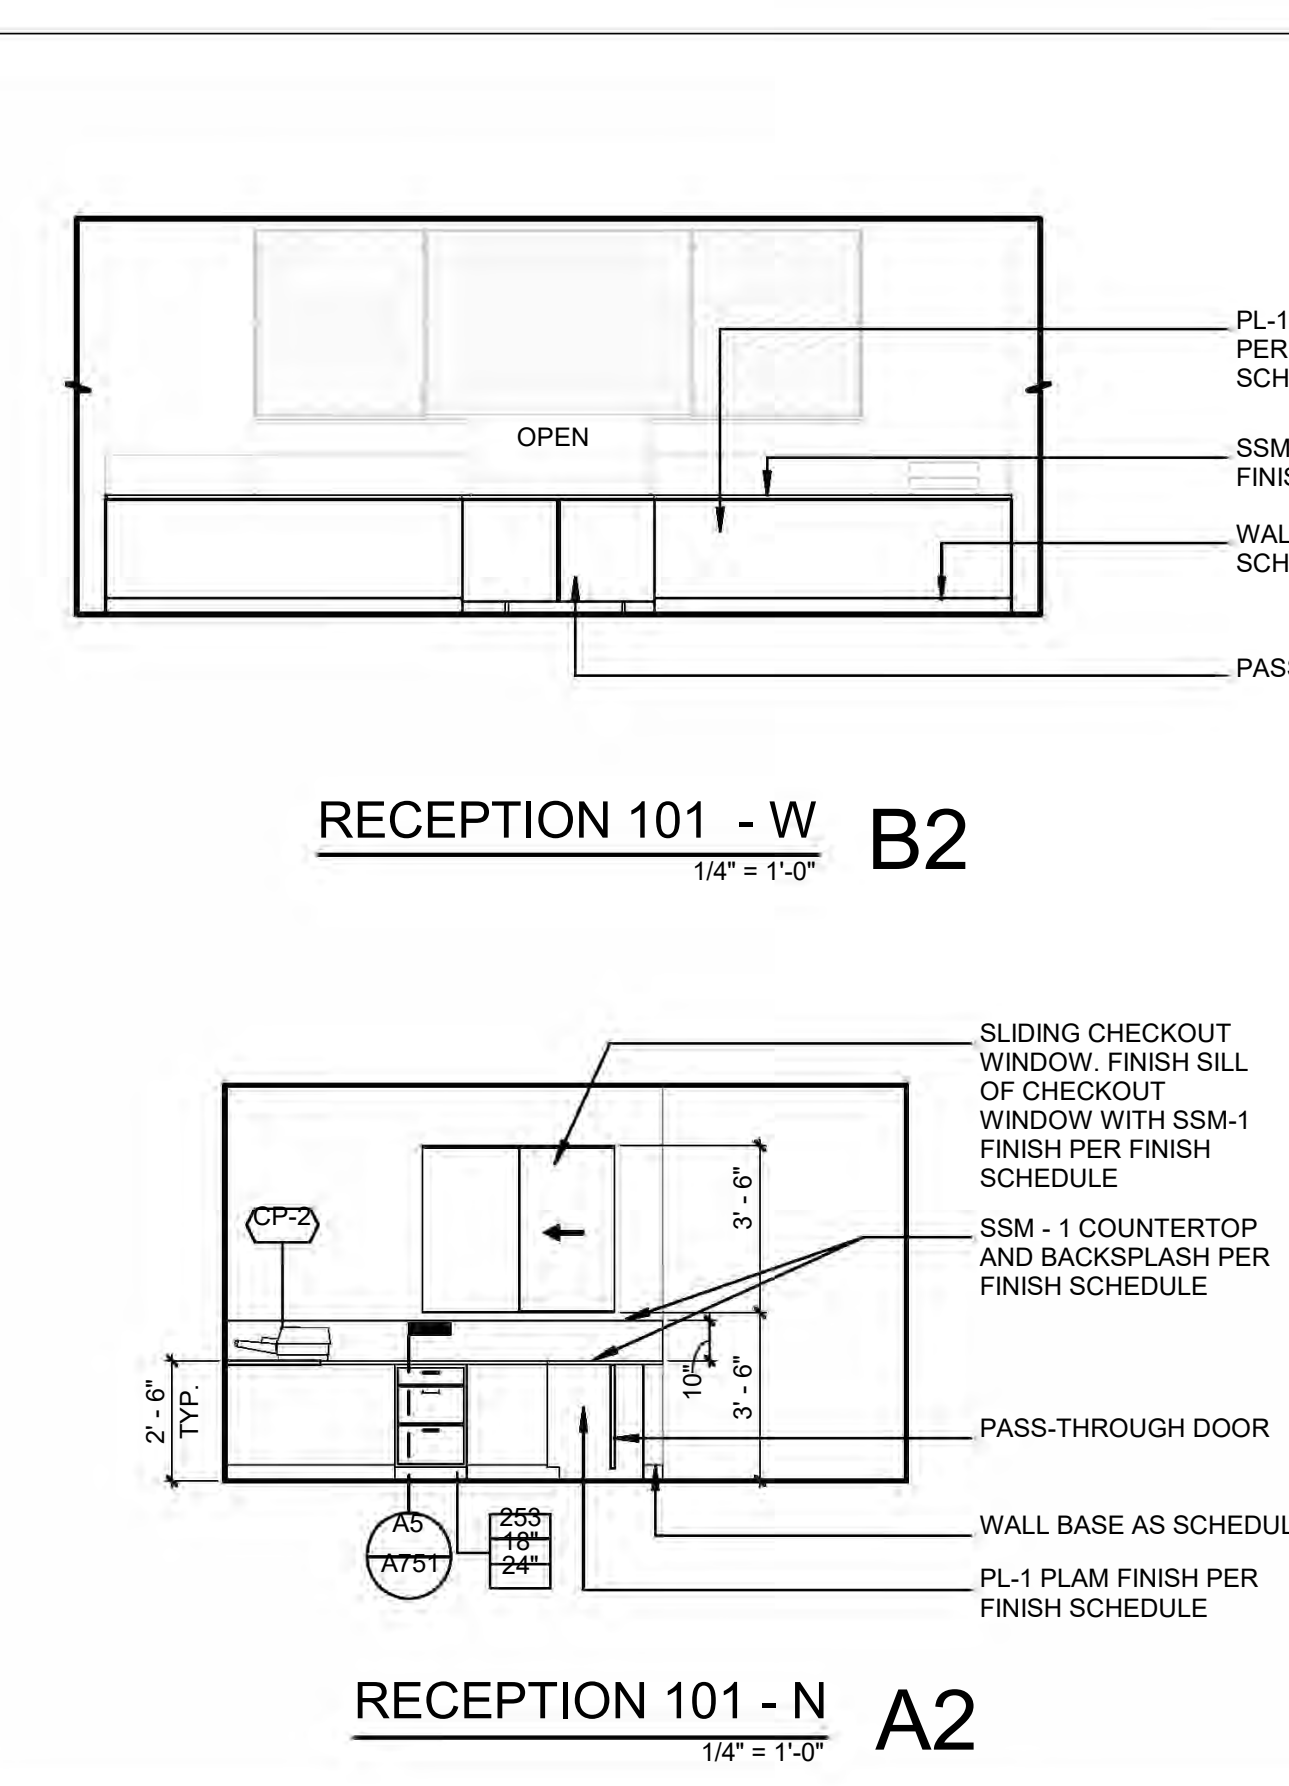 OPEN
PL-1
PER
SCH
SSM
FINIS
WAL
SCH
PASS
RECEPTION 101 - W
B2
1/4" = 1'-0"
SLIDING CHECKOUT
WINDOW. FINISH SILL
OF CHECKOUT
WINDOW WITH SSM-1
FINISH PER FINISH
SCHEDULE
CP-2
3' - 6"
SSM - 1 COUNTERTOP
AND BACKSPLASH PER
FINISH SCHEDULE
2' - 6"
TYP.
10"
3' - 6"
PASS-THROUGH DOOR
A5
A751
253
18"
24"
WALL BASE AS SCHEDUL
PL-1 PLAM FINISH PER
FINISH SCHEDULE
RECEPTION 101 - N
A2
1/4" = 1'-0"